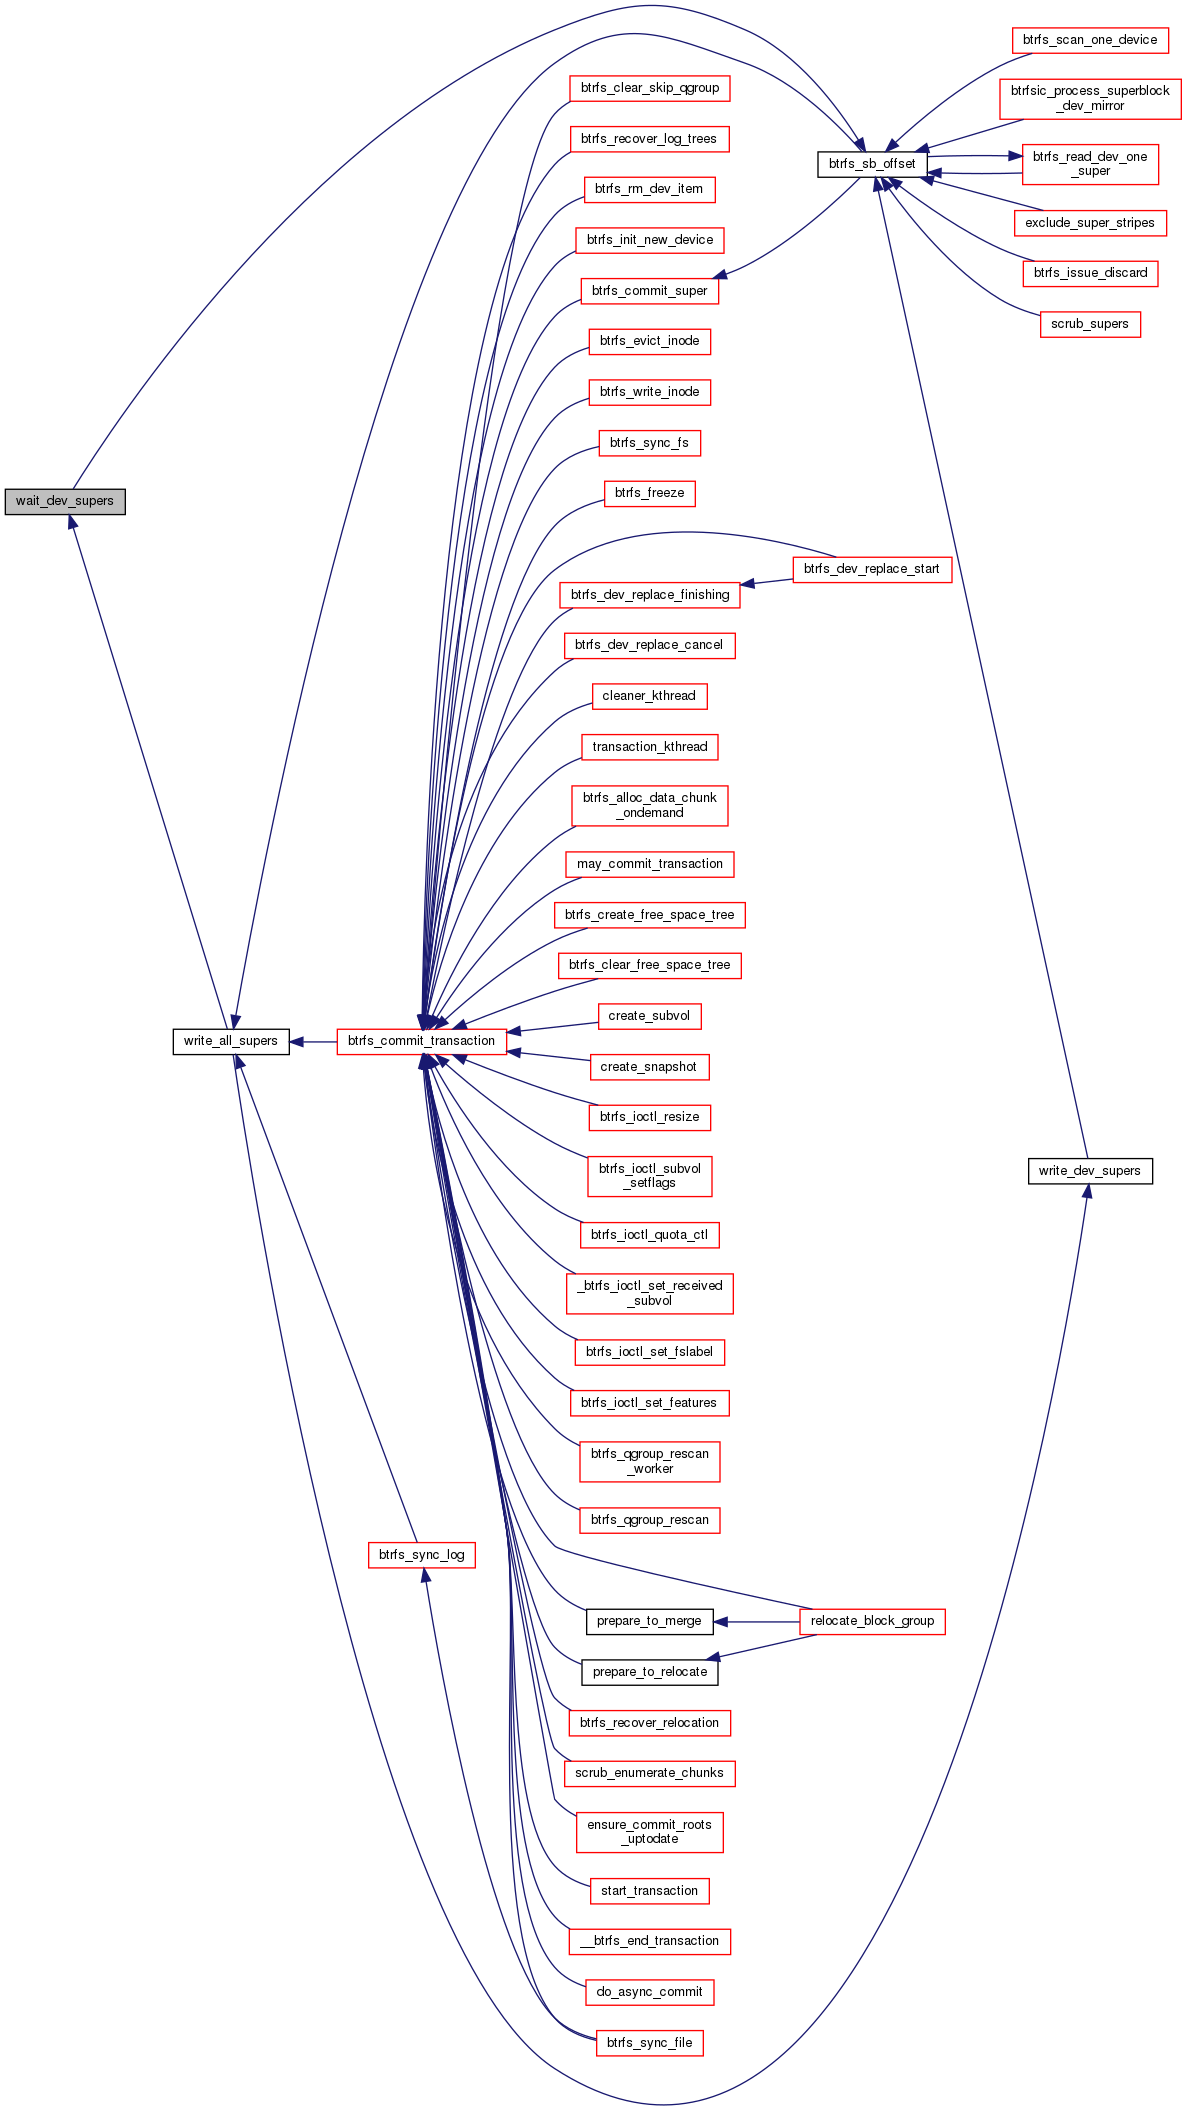 btrfs_scan_one_device
btrfsic_process_superblock
_dev_mirror
btrfs_sb_offset
btrfs_read_dev_one
_super
exclude_super_stripes
btrfs_issue_discard
scrub_supers
btrfs_clear_skip_qgroup
btrfs_recover_log_trees
btrfs_rm_dev_item
btrfs_init_new_device
btrfs_commit_super
btrfs_evict_inode
btrfs_write_inode
btrfs_sync_fs
btrfs_freeze
wait_dev_supers
btrfs_dev_replace_start
btrfs_dev_replace_finishing
btrfs_dev_replace_cancel
cleaner_kthread
transaction_kthread
btrfs_alloc_data_chunk
_ondemand
may_commit_transaction
btrfs_create_free_space_tree
btrfs_clear_free_space_tree
create_subvol
write_all_supers
btrfs_commit_transaction
create_snapshot
btrfs_ioctl_resize
btrfs_ioctl_subvol
_setflags
write_dev_supers
btrfs_ioctl_quota_ctl
_btrfs_ioctl_set_received
_subvol
btrfs_ioctl_set_fslabel
btrfs_ioctl_set_features
btrfs_qgroup_rescan
_worker
btrfs_qgroup_rescan
btrfs_sync_log
prepare_to_merge
relocate_block_group
prepare_to_relocate
btrfs_recover_relocation
scrub_enumerate_chunks
ensure_commit_roots
_uptodate
start_transaction
__btrfs_end_transaction
do_async_commit
btrfs_sync_file